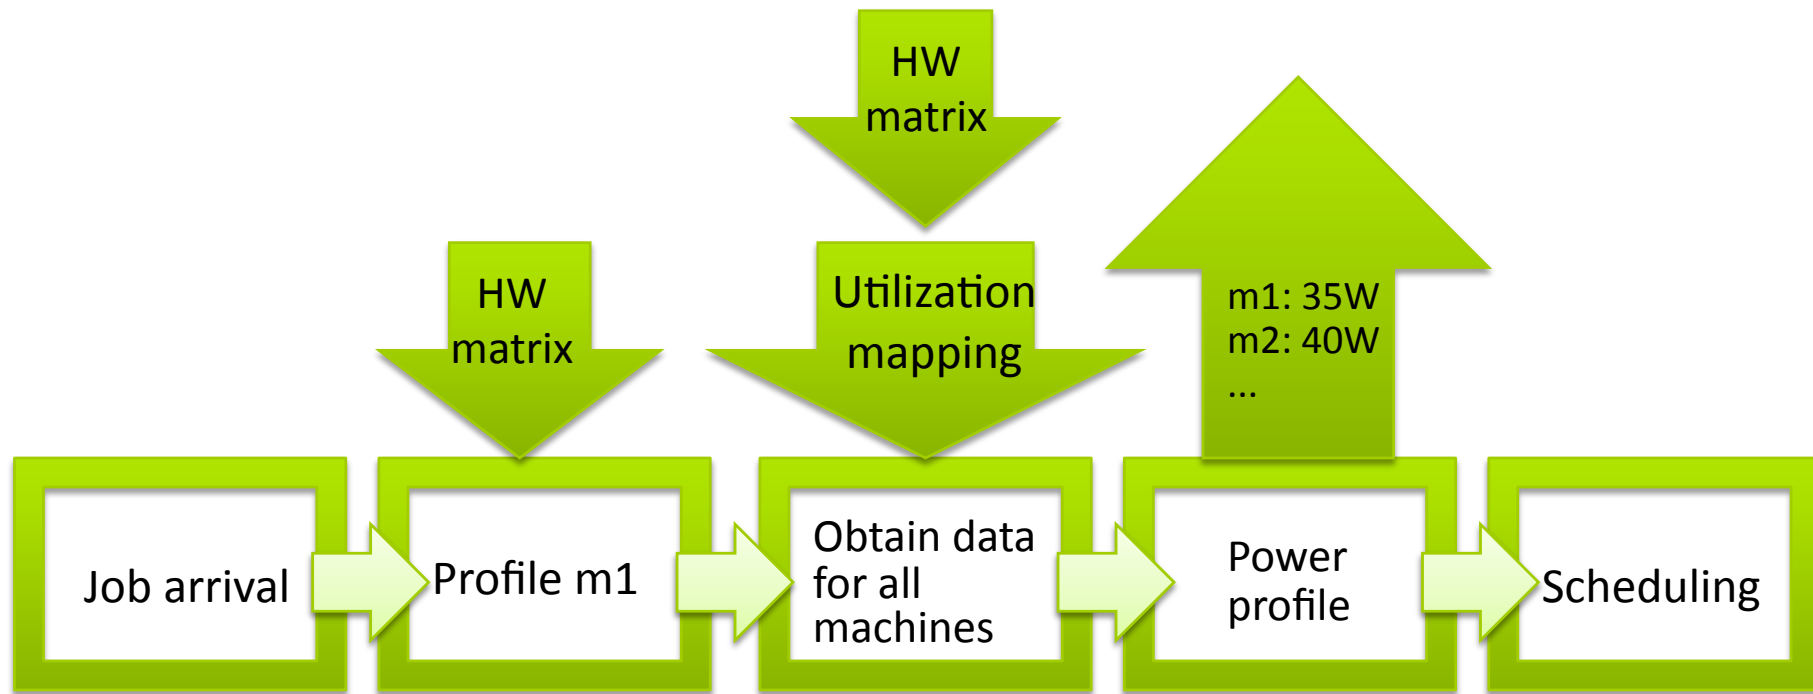 HW
matrix
HW
matrix
Utilization
mapping
m1: 35W
m2: 40W
...
Job arrival
Profile m1
Obtain data
for all
machines
Power
profile
Scheduling